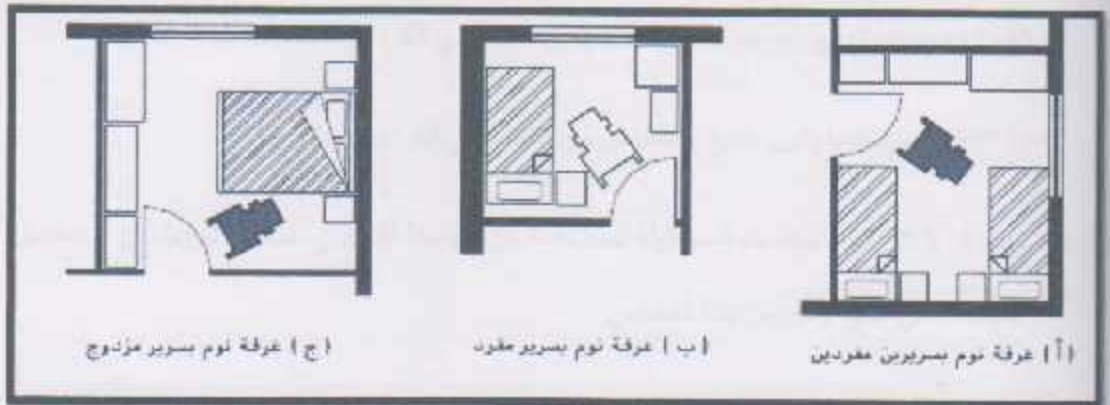 (أ) غرفة نوم بسريرين مفردين
(ب) غرفة نوم بسرير مفرد
(ج) غرفة نوم بسرير مزدوج